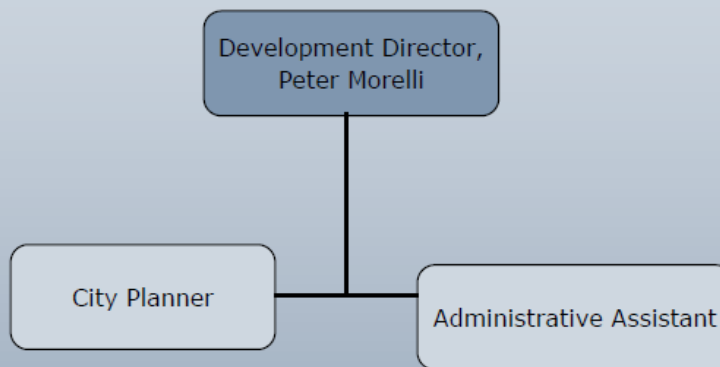 Development Director,
Peter Morelli
City Planner
Administrative Assistant